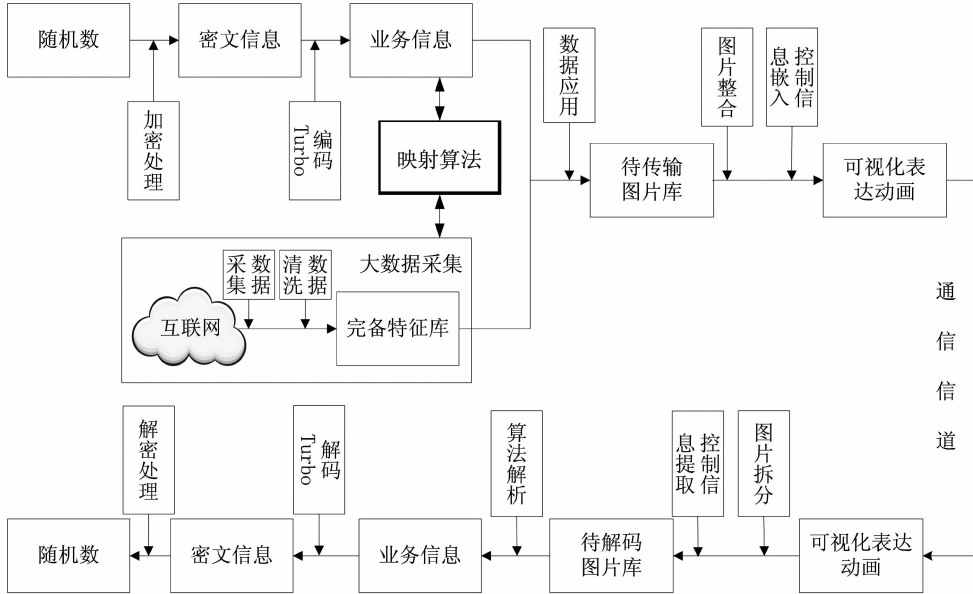 随机数
密文信息
业务信息
加密处理
Turbo
编码
映射算法
数据应用
图片整合
控制信
息嵌入
待传输
图片库
可视化表
达动画
大数据采集
数据
采集
数据
清洗
互联网
完备特征库
通信信道
解密处理
Turbo
解码
算法解析
控制信
息提取
图片拆分
随机数
密文信息
业务信息
待解码
图片库
可视化表达
动画